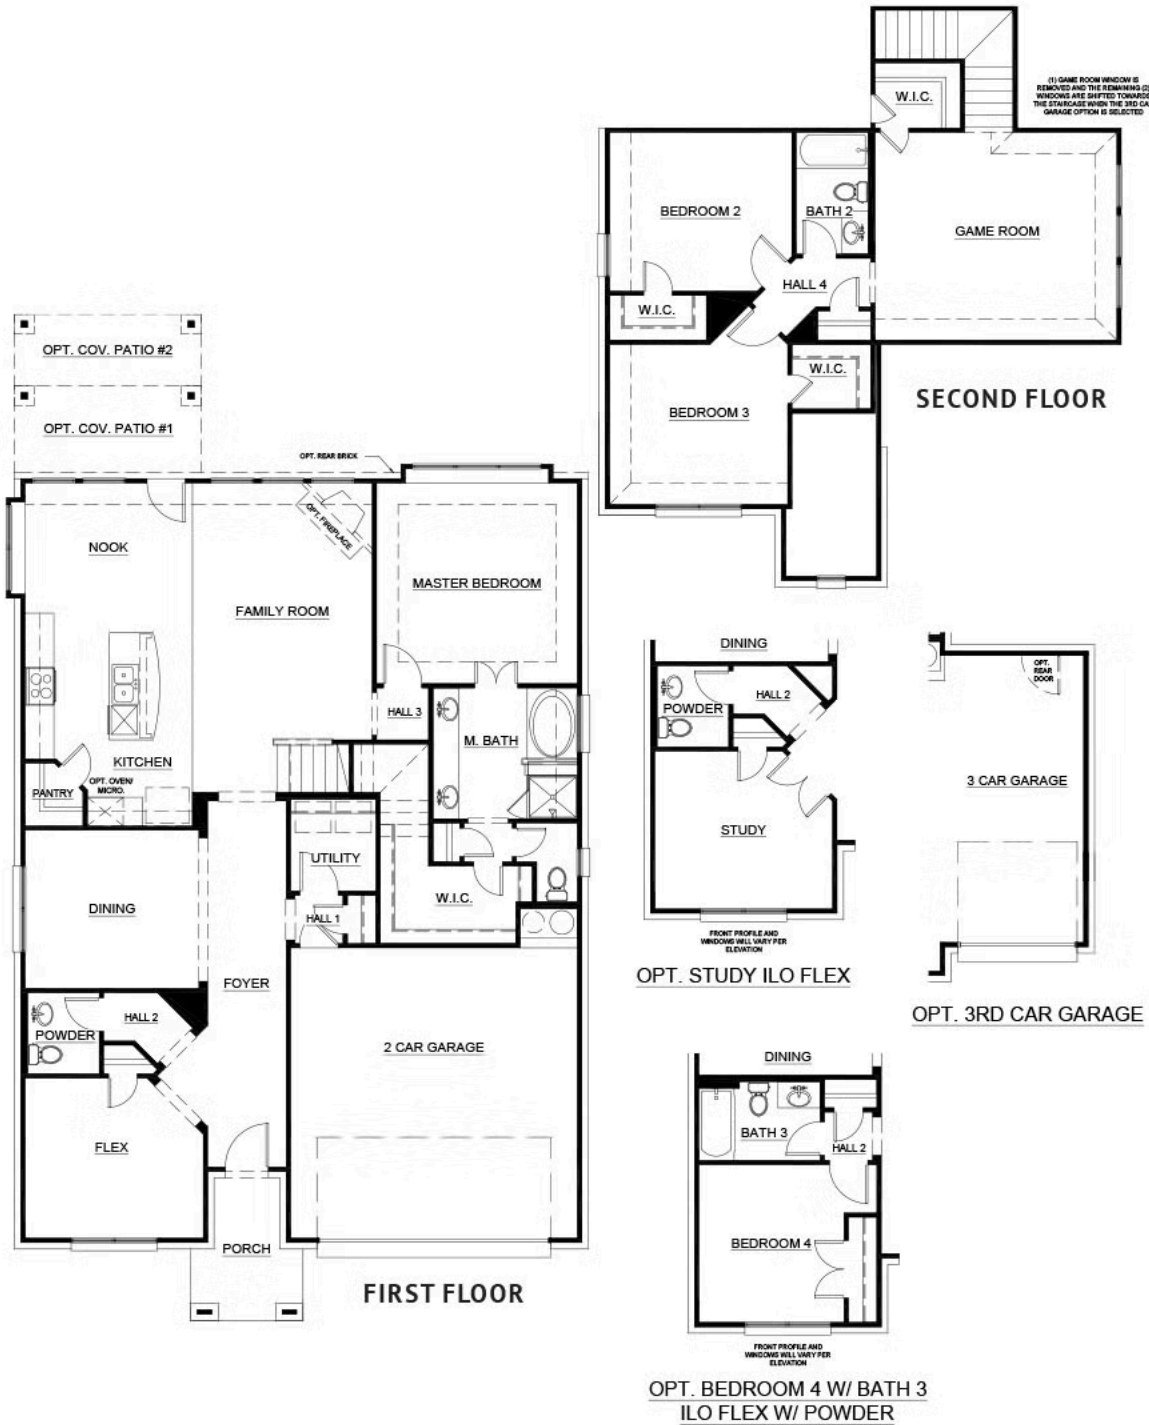 (1) GAME ROOM WINDOW IS
REMOVED AND THE REMAINING (2)
WINDOWS ARE SHIFTED TOWARDS
THE STAIRCASE WHEN THE 3RD CAR
GARAGE OPTION IS SELECTED
W.I.C.
BEDROOM 2
BATH 2
GAME ROOM
HALL 4
W.I.C.
W.I.C.
BEDROOM 3
SECOND FLOOR
OPT. COV. PATIO #2
OPT. COV. PATIO #1
OPT. REAR BRICK
OPT. FIREPLACE
NOOK
MASTER BEDROOM
FAMILY ROOM
HALL 3
M. BATH
KITCHEN
OPT. OVEN/
MICRO.
PANTRY
UTILITY
W.I.C.
DINING
HALL 1
FOYER
HALL 2
POWDER
2 CAR GARAGE
FLEX
PORCH
FIRST FLOOR
DINING
HALL 2
POWDER
STUDY
FRONT PROFILE AND
WINDOWS WILL VARY PER
ELEVATION
OPT. STUDY ILO FLEX
OPT.
REAR
DOOR
3 CAR GARAGE
OPT. 3RD CAR GARAGE
DINING
BATH 3
HALL 2
BEDROOM 4
FRONT PROFILE AND
WINDOWS WILL VARY PER
ELEVATION
OPT. BEDROOM 4 W/ BATH 3
ILO FLEX W/ POWDER